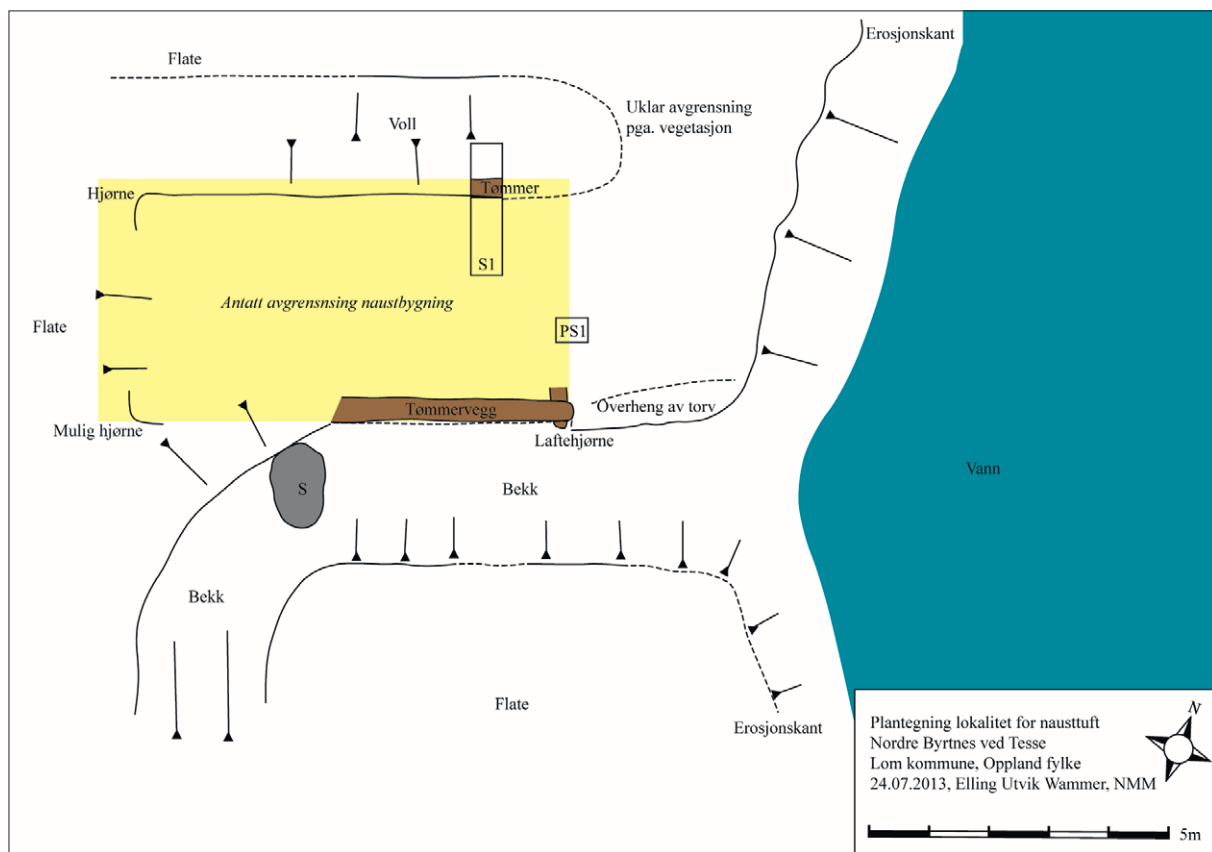 Erosjonskant
Flate
Uklar avgrensning
pga. vegetasjon
Voll
Hjørne
Tømmer
S1
Antatt avgrensnsing naustbygning
Flate
PS1
Tømmervegg
Overheng av torv
Mulig hjørne
Laftehjørne
Vann
S
Bekk
Bekk
Flate
Erosjonskant
N
Plantegning lokalitet for nausttuft
Nordre Byrtnes ved Tesse
Lom kommune, Oppland fylke
24.07.2013, Elling Utvik Wammer, NMM
5m